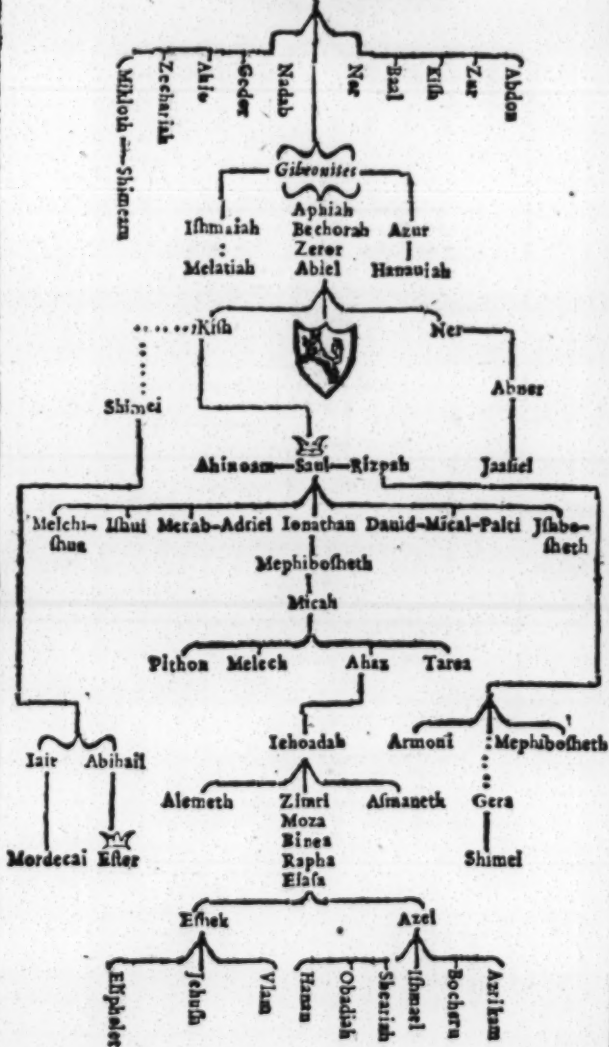 Mikloth—Shimeam
Zechariah
Ahio
Gedor
Nadab
Ner
Baal
Kiſh
Zur
Abdon
Gibeonites
Iſhmaiah
Melatiah
Aphiah
Bechorah
Zeror
Abiel
Azur
Hananiah
Kiſh
Ner
Shimei
Abner
Ahinoam—Saul—Rizpah
Jaaſiel
Melchi-
ſhua
Iſhui
Merab—Adriel
Ionathan
Dauid—Mical—Palti
Iſhbo-
ſheth
Mephiboſheth
Micah
Pithon
Melech
Ahaz
Tarea
Iehoadah
Armoni
Mephiboſheth
Iair
Abihail
Alemeth
Zimri
Moza
Binea
Rapha
Elaſa
Aſmaneth
Gera
Mordecai
Eſter
Shimei
Eſhek
Azel
Eliphelet
Jehuſh
Vlam
Hanan
Obadiah
Sheariah
Iſhmael
Bocheru
Azrikam